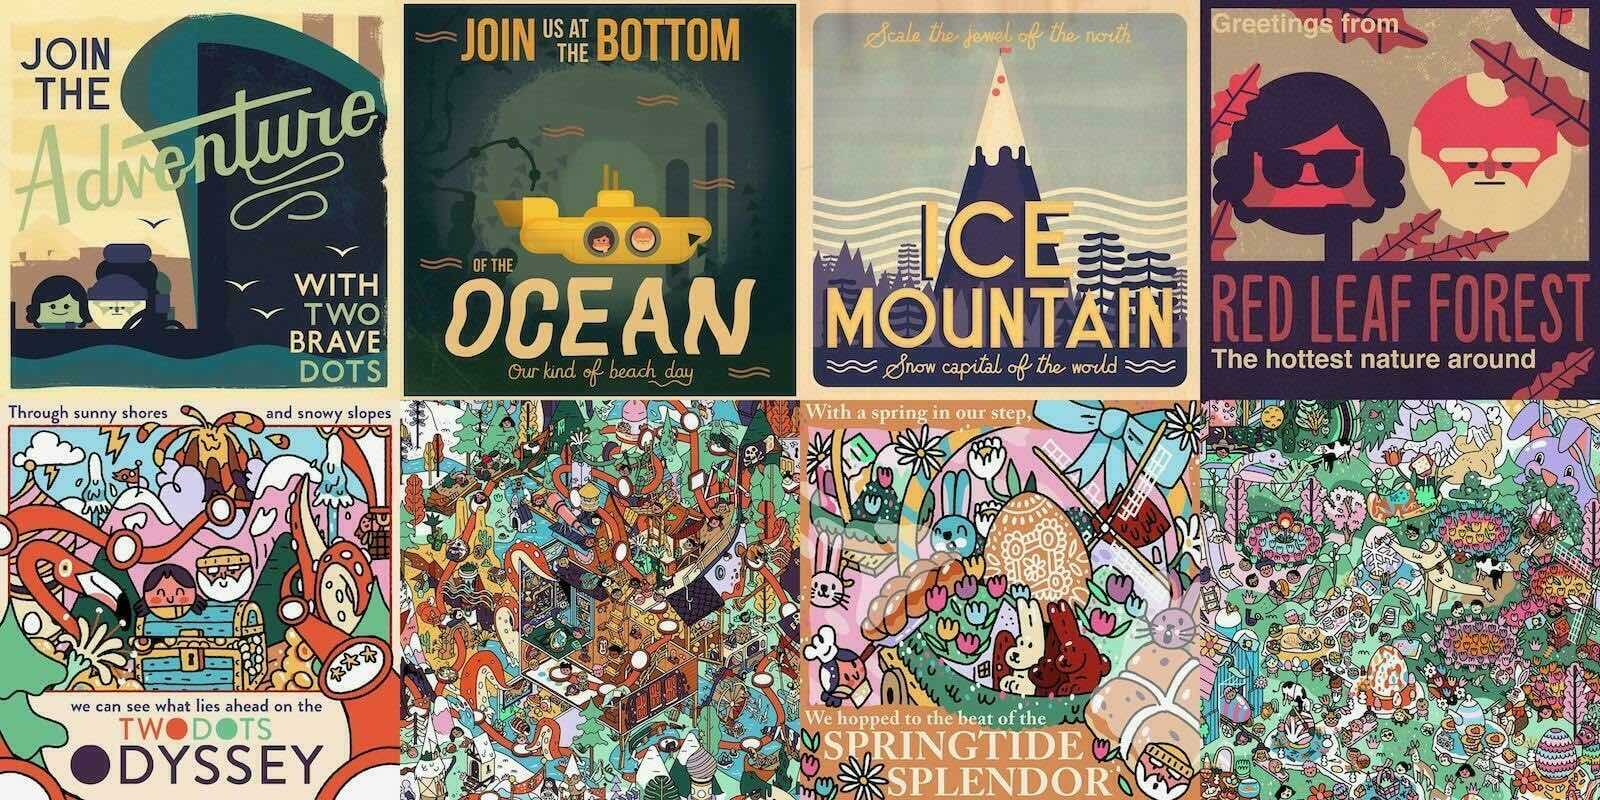 JOIN
THE
Adventure
WITH
TWO
BRAVE
DOTS
JOIN US AT THE BOTTOM
OF THE
OCEAN
Our kind of beach day
Scale the jewel of the north
ICE
MOUNTAIN
Snow capital of the world
Greetings from
RED LEAF FOREST
The hottest nature around
Through sunny shores and snowy slopes
we can see what lies ahead on the
TWODOTS
ODYSSEY
With a spring in our step,
We hopped to the beat of the
SPRINGTIDE
SPLENDOR